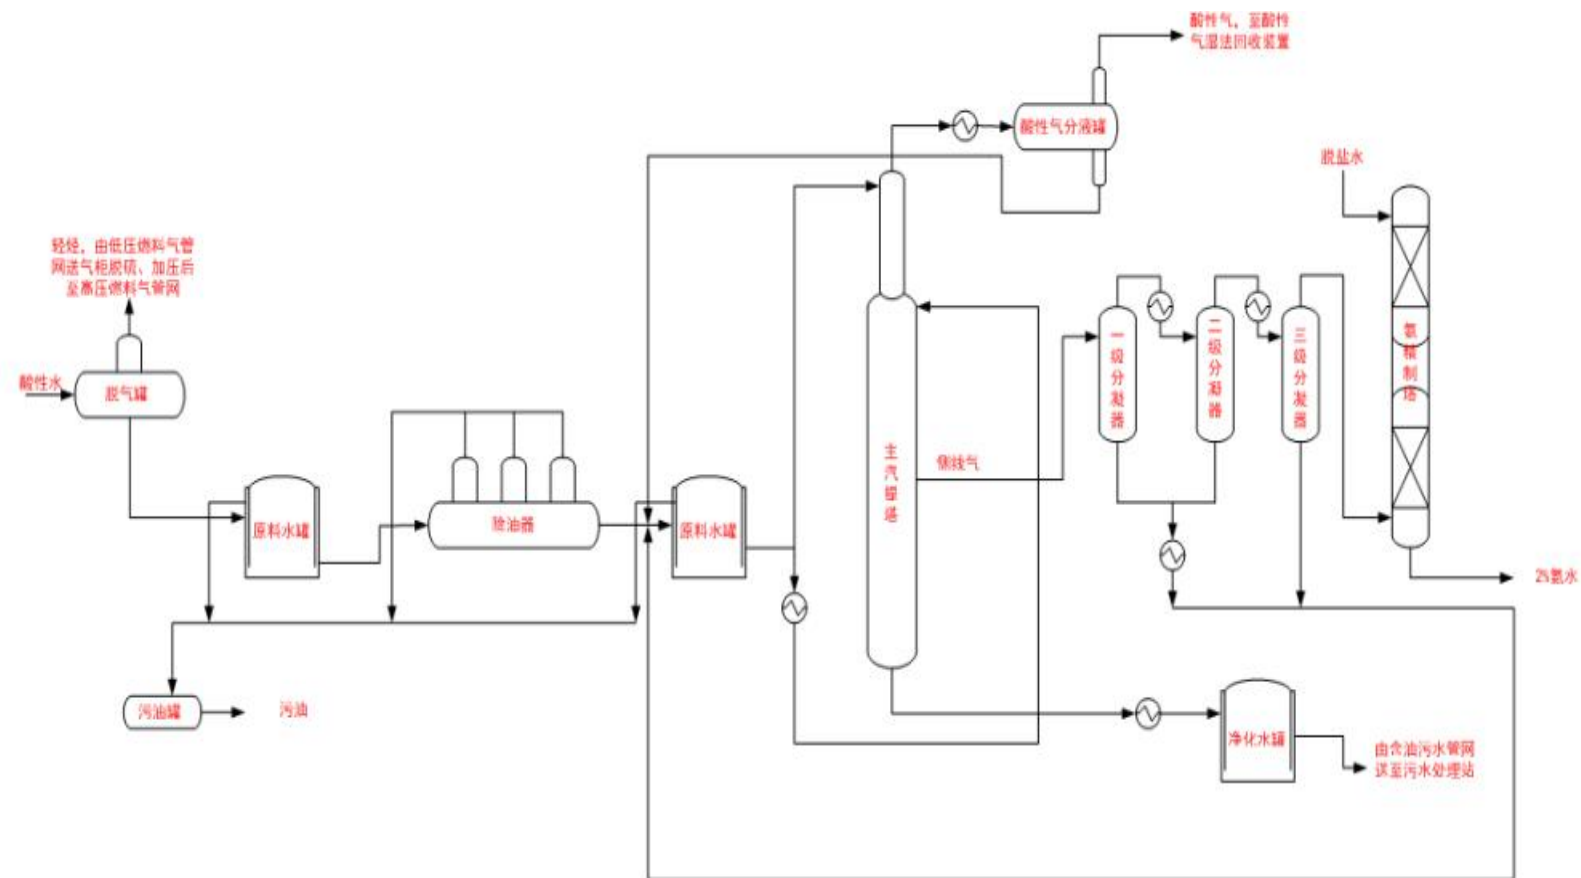 酸性气，至酸性
气湿法回收装置
酸性气分液罐
脱盐水
轻烃，由低压燃料气管
网送气柜脱硫、加压后
至高压燃料气管网
酸性水
脱气罐
一级分凝器
二级分凝器
三级分凝器
氨精制塔
主汽提塔
侧线气
原料水罐
除油器
原料水罐
2%氨水
污油罐
污油
净化水罐
由含油污水管网
送至污水处理站